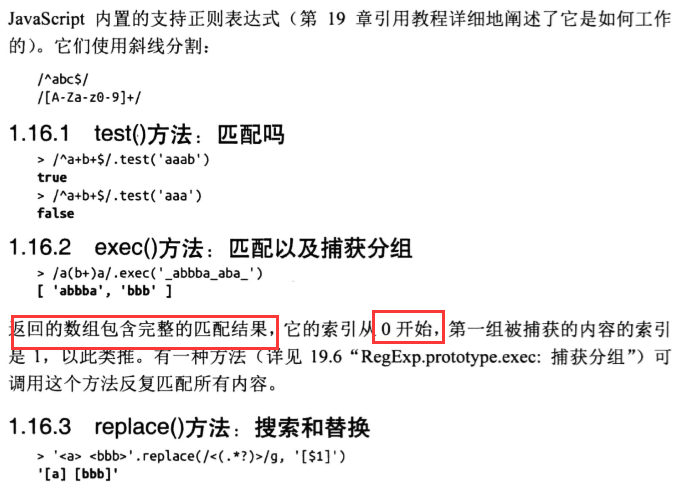 JavaScript 内置的支持正则表达式（第 19 章引用教程详细地阐述了它是如何工作
的）。它们使用斜线分割：
/^abc$/
/[A-Za-z0-9]+/
1.16.1 test()方法：匹配吗
> /^a+b+$/.test('aaab')
true
> /^a+b+$/.test('aaa')
false
1.16.2 exec()方法：匹配以及捕获分组
> /a(b+)a/.exec('_abbba_aba_')
[ 'abbba', 'bbb' ]
返回的数组包含完整的匹配结果，它的索引从 0 开始，第一组被捕获的内容的索引
是 1，以此类推。有一种方法（详见 19.6“RegExp.prototype.exec: 捕获分组”）可
调用这个方法反复匹配所有内容。
1.16.3 replace()方法：搜索和替换
> '<a> <bbb>'.replace(/<(.*?)>/g, '[$1]')
'[a] [bbb]'